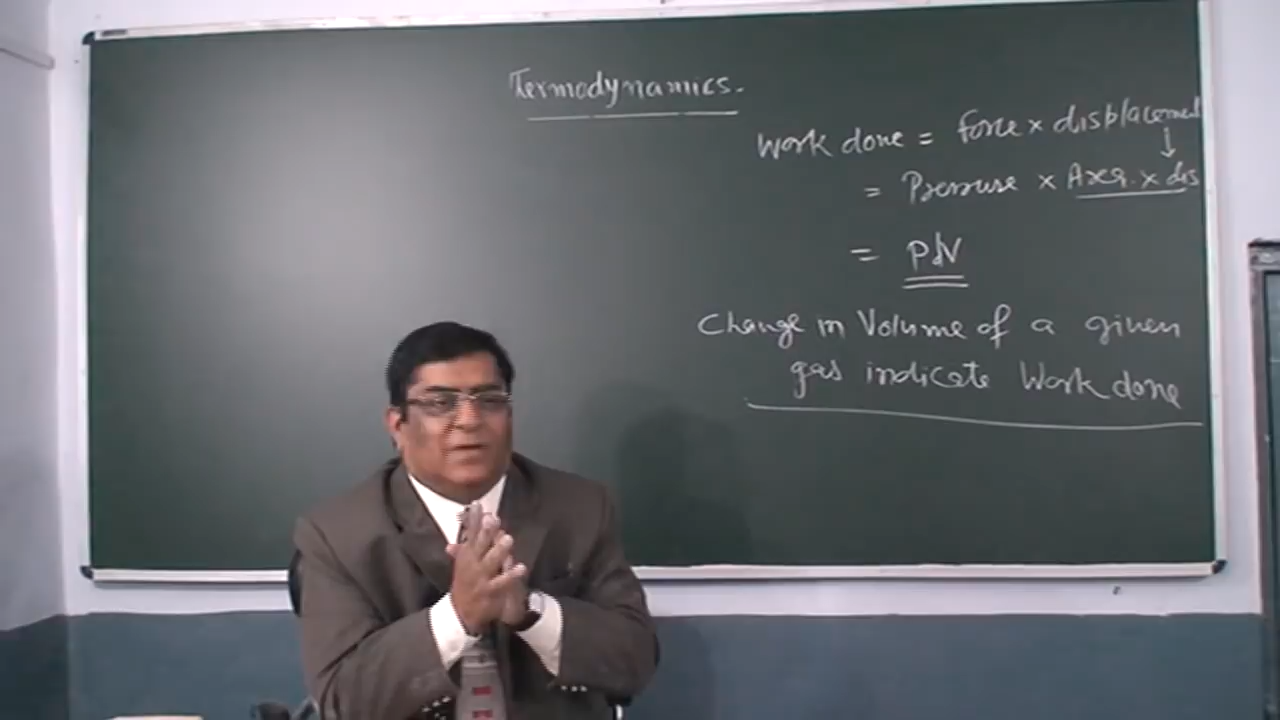 Termodynamics.
Work done = force × displacement
= Pressure × Area. × dis
= PdV
Change in Volume of a given
gas indicate Work done